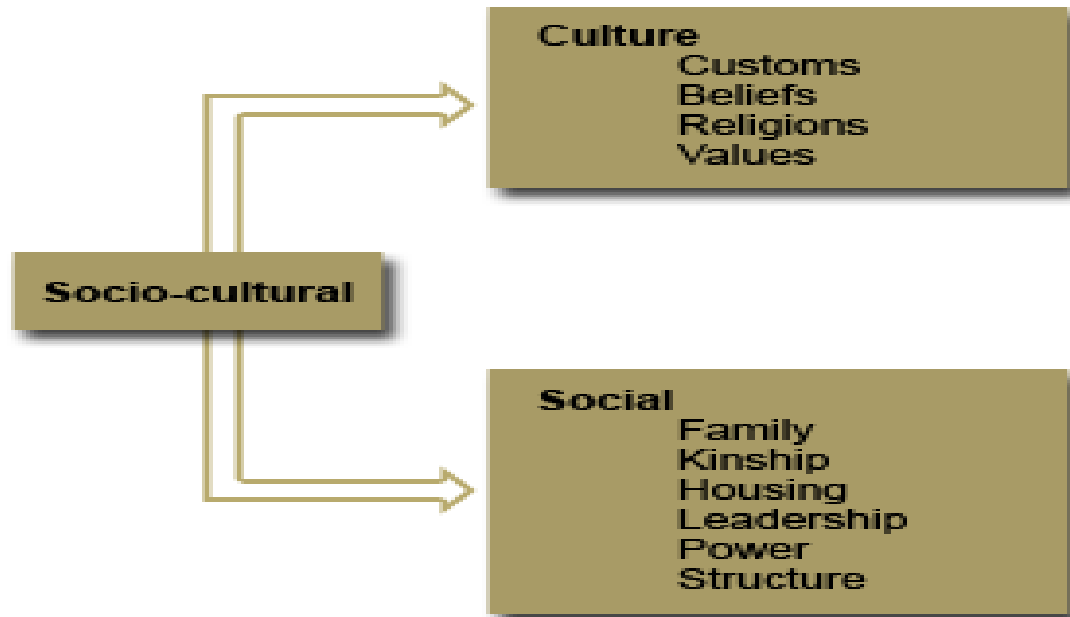 Socio-cultural
Culture
Customs
Beliefs
Religions
Values
Social
Family
Kinship
Housing
Leadership
Power
Structure